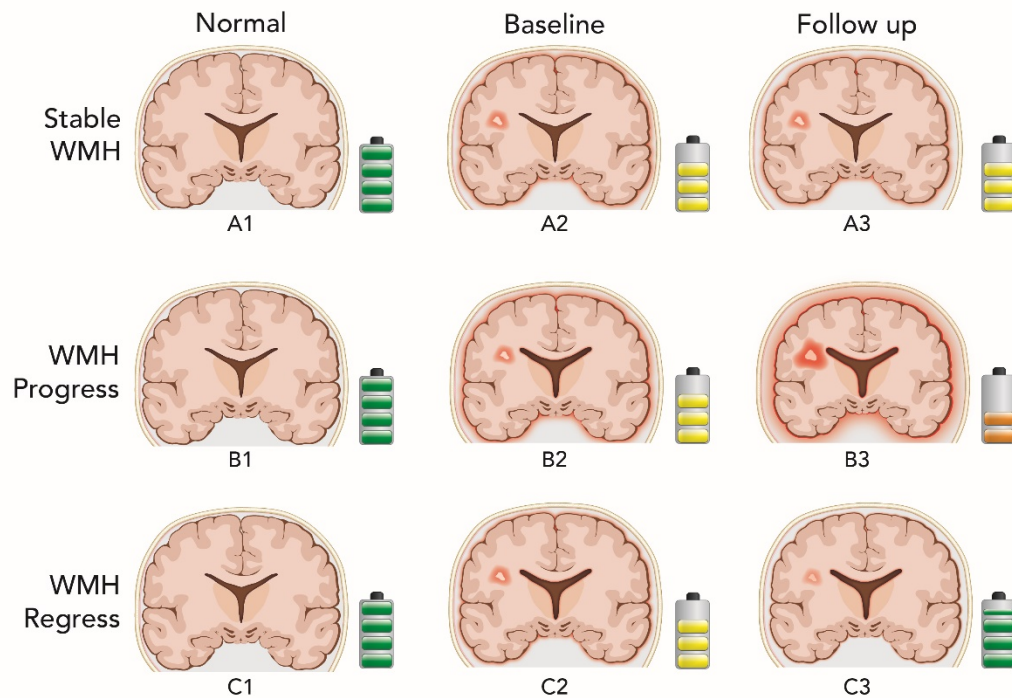 Normal Baseline Follow up
Stable
WMH
A1 A2 A3
WMH
Progress
B1 B2 B3
WMH
Regress
C1 C2 C3